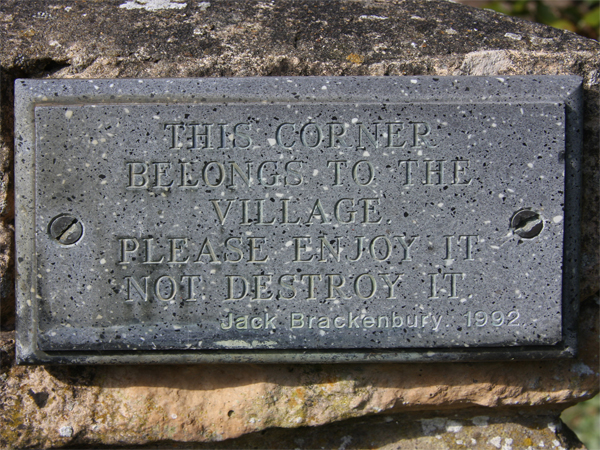 THIS CORNER
BELONGS TO THE
VILLAGE.
PLEASE ENJOY IT
NOT DESTROY IT
Jack Brackenbury. 1992.